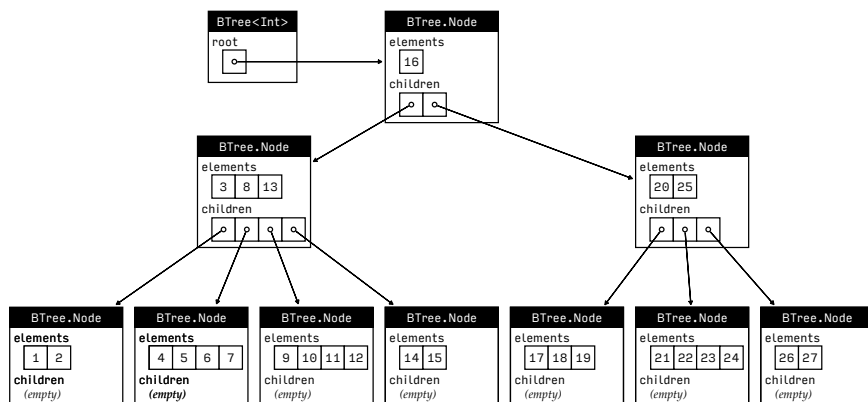 BTree<Int>
root
BTree.Node
elements
16
children
BTree.Node
elements
3 8 13
children
BTree.Node
elements
20 25
children
BTree.Node
elements
1 2
children
(empty)
BTree.Node
elements
4 5 6 7
children
(empty)
BTree.Node
elements
9 10 11 12
children
(empty)
BTree.Node
elements
14 15
children
(empty)
BTree.Node
elements
17 18 19
children
(empty)
BTree.Node
elements
21 22 23 24
children
(empty)
BTree.Node
elements
26 27
children
(empty)